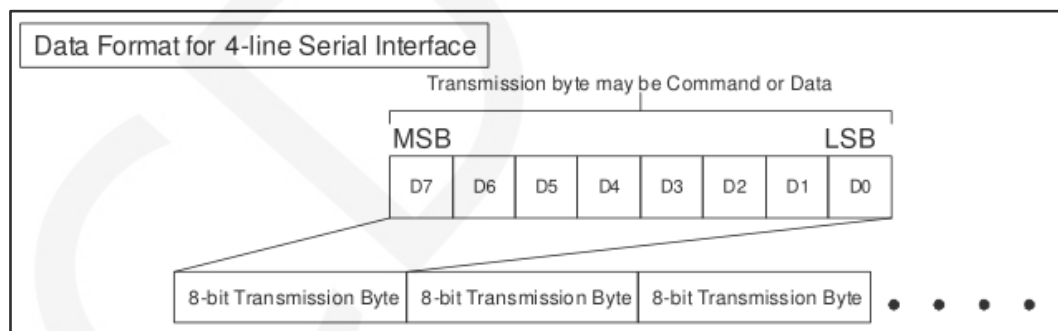 Data Format for 4-line Serial Interface
Transmission byte may be Command or Data
MSB LSB
D7 D6 D5 D4 D3 D2 D1 D0
8-bit Transmission Byte 8-bit Transmission Byte 8-bit Transmission Byte